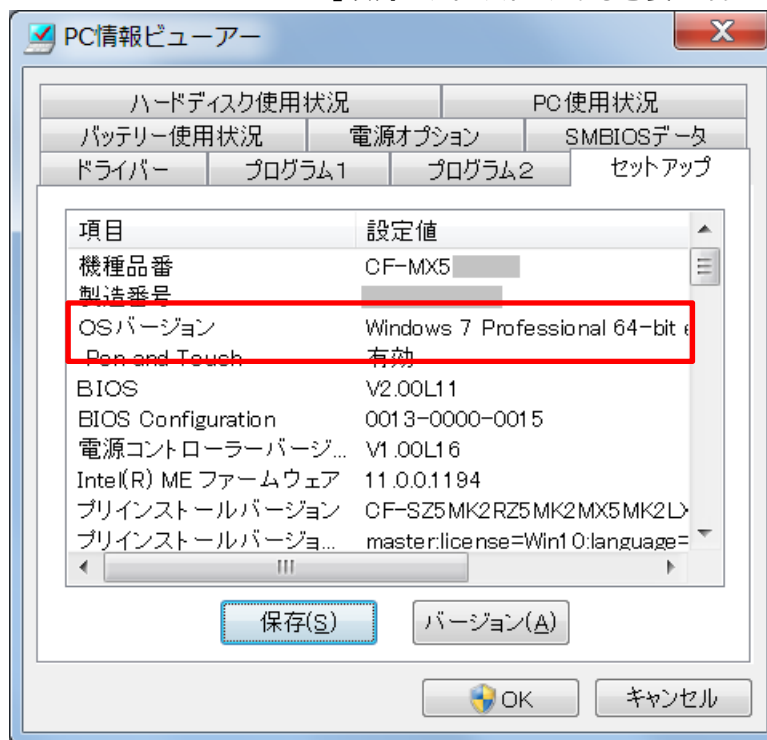 PC情報ビューアー
ハードディスク使用状況 PC使用状況
バッテリー使用状況 電源オプション SMBIOSデータ
ドライバー プログラム1 プログラム2 セットアップ
項目 設定値
機種品番 CF-MX5
製造番号
OSバージョン Windows 7 Professional 64-bit e
Pen and Touch 有効
BIOS V2.00L11
BIOS Configuration 0013-0000-0015
電源コントローラーバージ... V1.00L16
Intel(R) ME ファームウェア 11.0.0.1194
プリインストールバージョン CF-SZ5MK2RZ5MK2MX5MK2LX
プリインストールバージョ... master:license=Win10:language=
保存(S) バージョン(A)
OK キャンセル